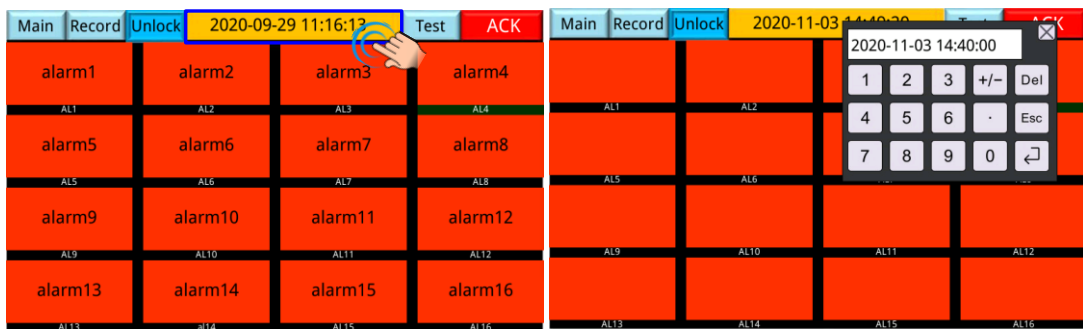 Main Record Unlock 2020-09-29 11:16:13 Test ACK
alarm1 alarm2 alarm3 alarm4
AL1 AL2 AL3 AL4
alarm5 alarm6 alarm7 alarm8
AL5 AL6 AL7 AL8
alarm9 alarm10 alarm11 alarm12
AL9 AL10 AL11 AL12
alarm13 alarm14 alarm15 alarm16
AL13 al14 AL15 AL16
Main Record Unlock 2020-11-03
2020-11-03 14:40:00
1 2 3 +/- Del
4 5 6 . Esc
7 8 9 0
AL1 AL2
AL5 AL6
AL9 AL10 AL11 AL12
AL13 AL14 AL15 AL16